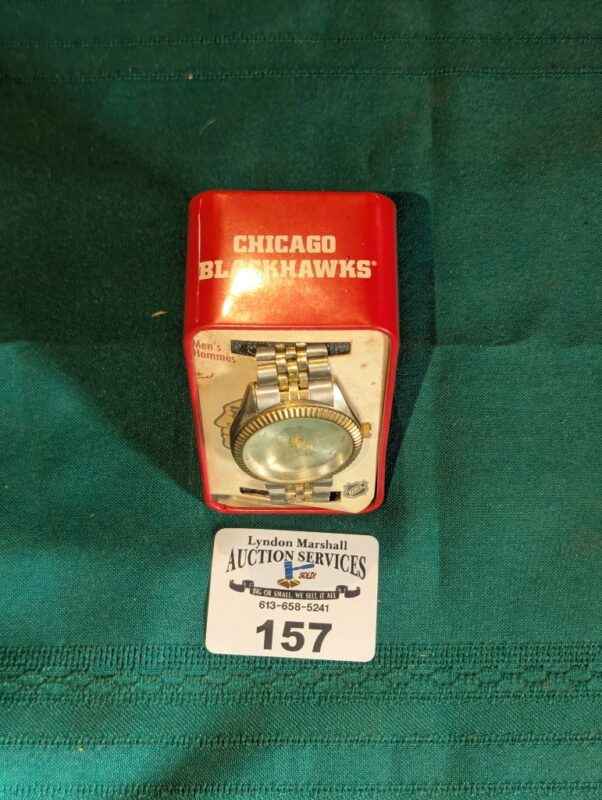 CHICAGO
BLACKHAWKS®
Men's
Hommes
Lyndon Marshall
AUCTION SERVICES
SOLD!
BIG OR SMALL, WE SELL IT ALL
613-658-5241
157